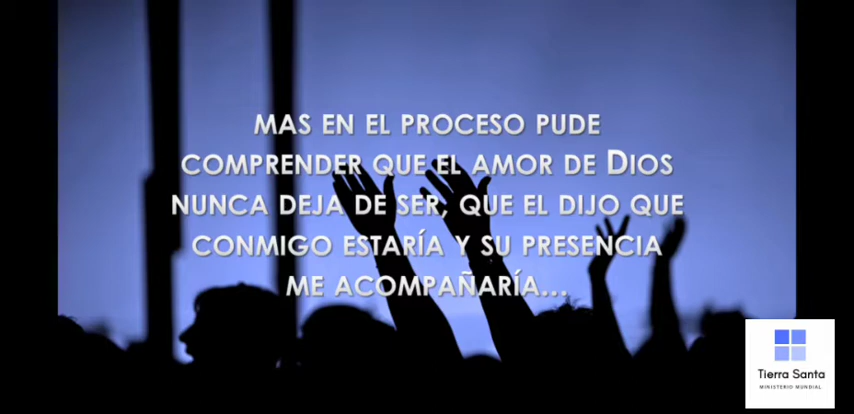 MAS EN EL PROCESO PUDE
COMPRENDER QUE EL AMOR DE DIOS
NUNCA DEJA DE SER, QUE EL DIJO QUE
CONMIGO ESTARÍA Y SU PRESENCIA
ME ACOMPAÑARÍA...
Tierra Santa
MINISTERIO MUNDIAL